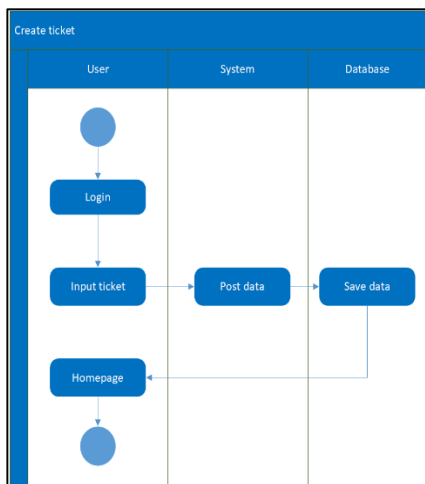 Create ticket
User
System
Database
Login
Input ticket
Post data
Save data
Homepage